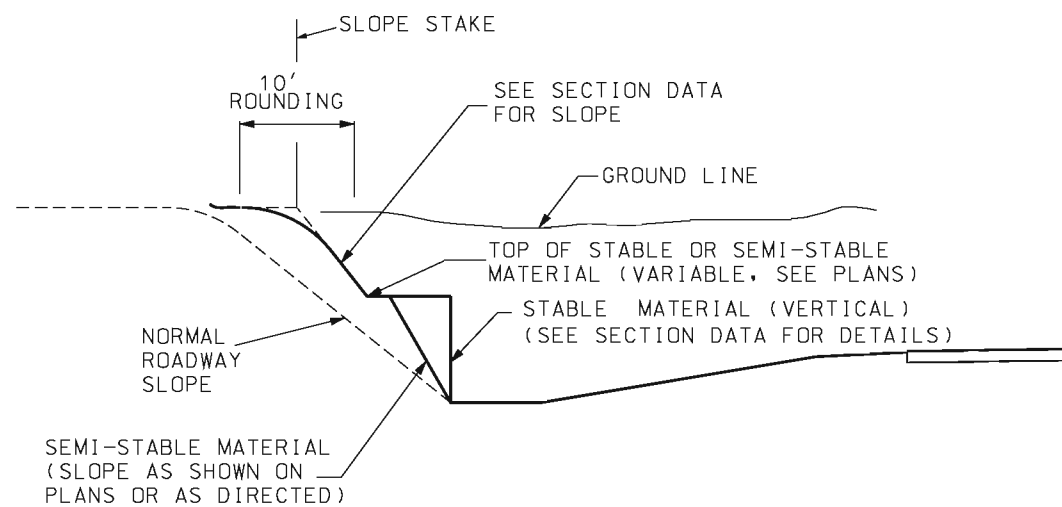 SLOPE STAKE
10'
ROUNDING
SEE SECTION DATA
FOR SLOPE
GROUND LINE
TOP OF STABLE OR SEMI-STABLE
MATERIAL (VARIABLE, SEE PLANS)
STABLE MATERIAL (VERTICAL)
(SEE SECTION DATA FOR DETAILS)
NORMAL
ROADWAY
SLOPE
SEMI-STABLE MATERIAL
(SLOPE AS SHOWN ON
PLANS OR AS DIRECTED)